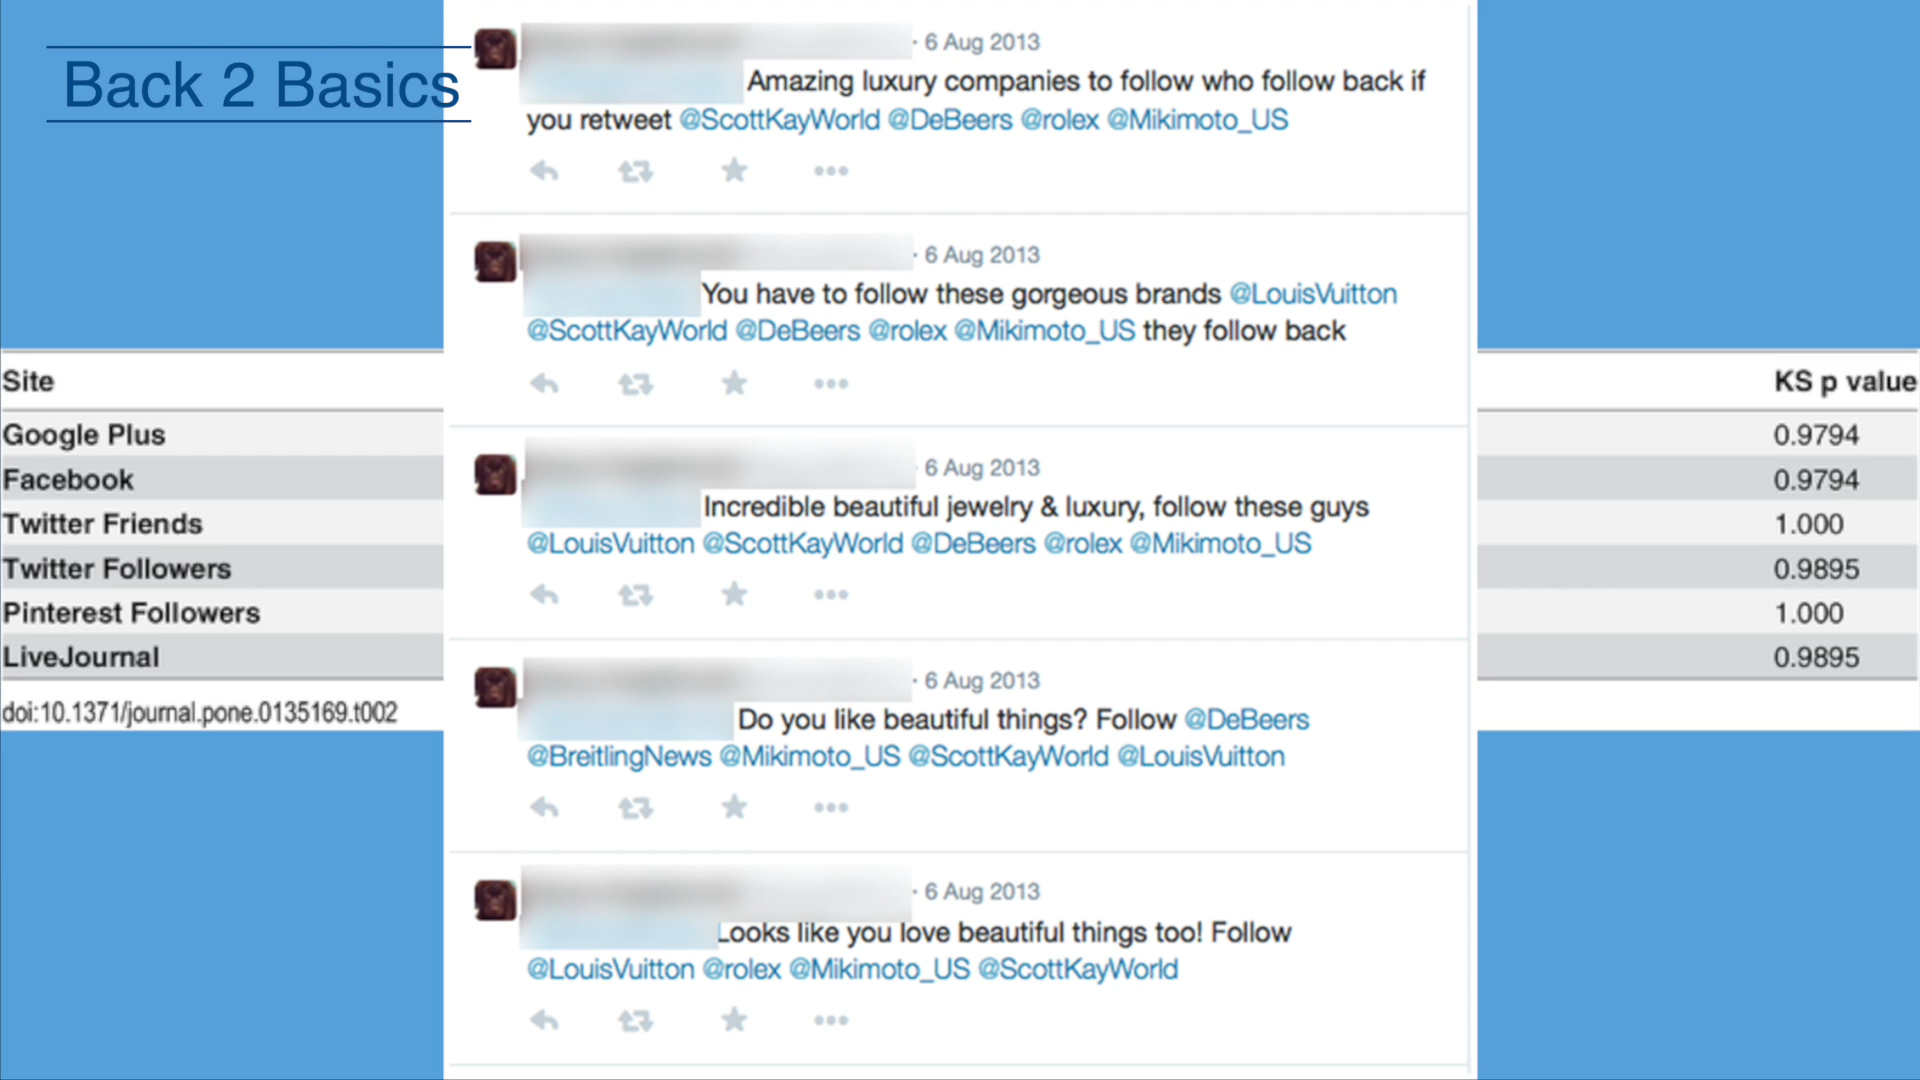 Back 2 Basics
· 6 Aug 2013
Amazing luxury companies to follow who follow back if
you retweet @ScottKayWorld @DeBeers @rolex @Mikimoto_US
· 6 Aug 2013
You have to follow these gorgeous brands @LouisVuitton
@ScottKayWorld @DeBeers @rolex @Mikimoto_US they follow back
6 Aug 2013
Incredible beautiful jewelry & luxury, follow these guys
@LouisVuitton @ScottKayWorld @DeBeers @rolex @Mikimoto_US
· 6 Aug 2013
Do you like beautiful things? Follow @DeBeers
@BreitlingNews @Mikimoto_US @ScottKayWorld @LouisVuitton
· 6 Aug 2013
Looks like you love beautiful things too! Follow
@LouisVuitton @rolex @Mikimoto_US @ScottKayWorld
Site KS p value
Google Plus 0.9794
Facebook 0.9794
Twitter Friends 1.000
Twitter Followers 0.9895
Pinterest Followers 1.000
LiveJournal 0.9895
doi:10.1371/journal.pone.0135169.t002